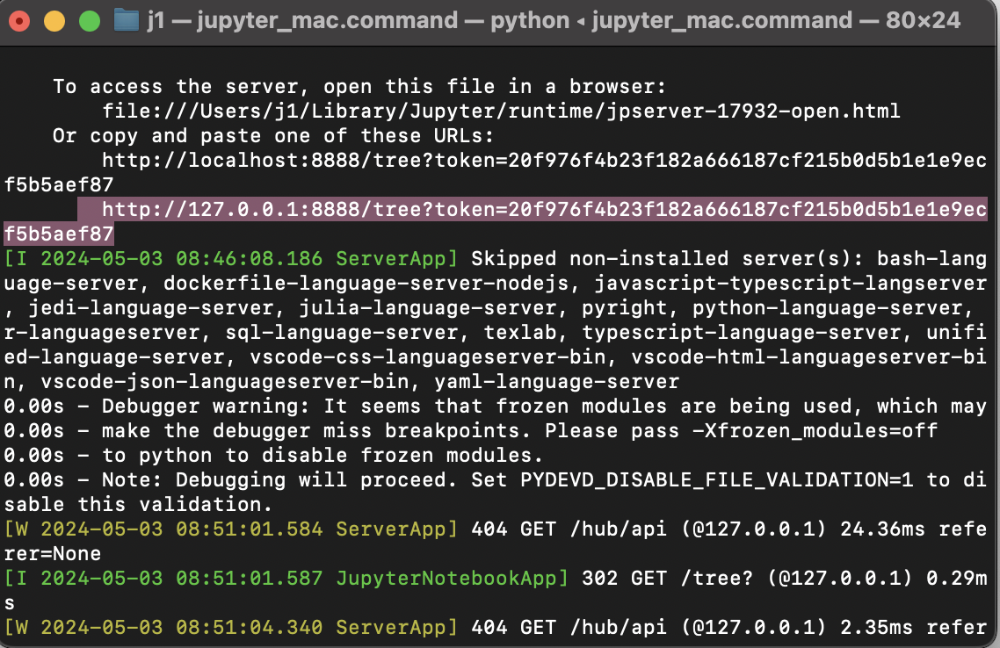 j1 — jupyter_mac.command — python ◂ jupyter_mac.command — 80×24
To access the server, open this file in a browser:
file:///Users/j1/Library/Jupyter/runtime/jpserver-17932-open.html
Or copy and paste one of these URLs:
http://localhost:8888/tree?token=20f976f4b23f182a666187cf215b0d5b1e1e9ec
f5b5aef87
http://127.0.0.1:8888/tree?token=20f976f4b23f182a666187cf215b0d5b1e1e9ec
f5b5aef87
[I 2024-05-03 08:46:08.186 ServerApp] Skipped non-installed server(s): bash-lang
uage-server, dockerfile-language-server-nodejs, javascript-typescript-langserver
, jedi-language-server, julia-language-server, pyright, python-language-server,
r-languageserver, sql-language-server, texlab, typescript-language-server, unifi
ed-language-server, vscode-css-languageserver-bin, vscode-html-languageserver-bi
n, vscode-json-languageserver-bin, yaml-language-server
0.00s - Debugger warning: It seems that frozen modules are being used, which may
0.00s - make the debugger miss breakpoints. Please pass -Xfrozen_modules=off
0.00s - to python to disable frozen modules.
0.00s - Note: Debugging will proceed. Set PYDEVD_DISABLE_FILE_VALIDATION=1 to di
sable this validation.
[W 2024-05-03 08:51:01.584 ServerApp] 404 GET /hub/api (@127.0.0.1) 24.36ms refe
rer=None
[I 2024-05-03 08:51:01.587 JupyterNotebookApp] 302 GET /tree? (@127.0.0.1) 0.29m
s
[W 2024-05-03 08:51:04.340 ServerApp] 404 GET /hub/api (@127.0.0.1) 2.35ms refer